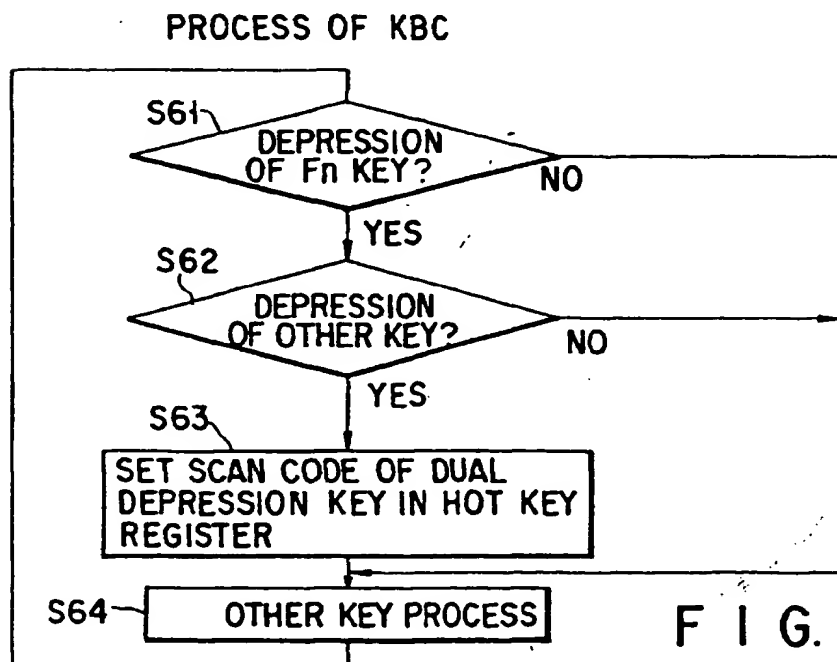 PROCESS OF KBC
S61
DEPRESSION
OF Fn KEY?
NO
YES
S62
DEPRESSION
OF OTHER KEY?
NO
YES
S63
SET SCAN CODE OF DUAL
DEPRESSION KEY IN HOT KEY
REGISTER
S64
OTHER KEY PROCESS
FIG.